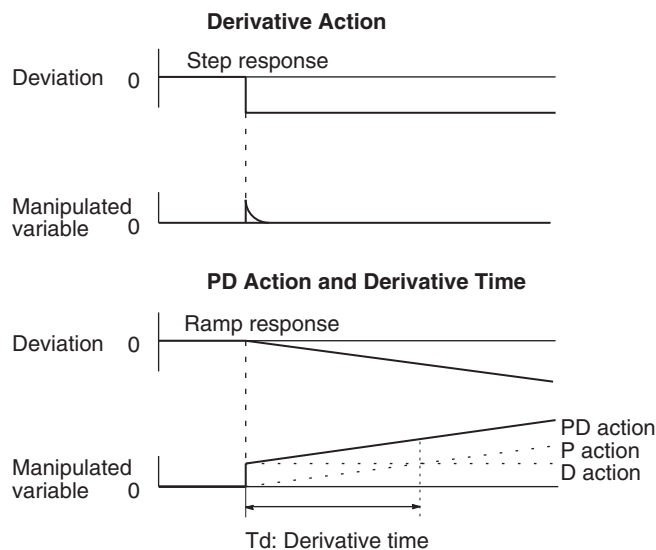 Derivative Action
Step response
Deviation 0
Manipulated
variable 0
PD Action and Derivative Time
Ramp response
Deviation 0
PD action
P action
D action
Manipulated
variable 0
Td: Derivative time